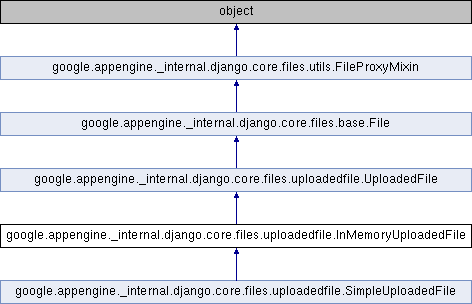 object
google.appengine._internal.django.core.files.utils.FileProxyMixin
google.appengine._internal.django.core.files.base.File
google.appengine._internal.django.core.files.uploadedfile.UploadedFile
google.appengine._internal.django.core.files.uploadedfile.InMemoryUploadedFile
google.appengine._internal.django.core.files.uploadedfile.SimpleUploadedFile